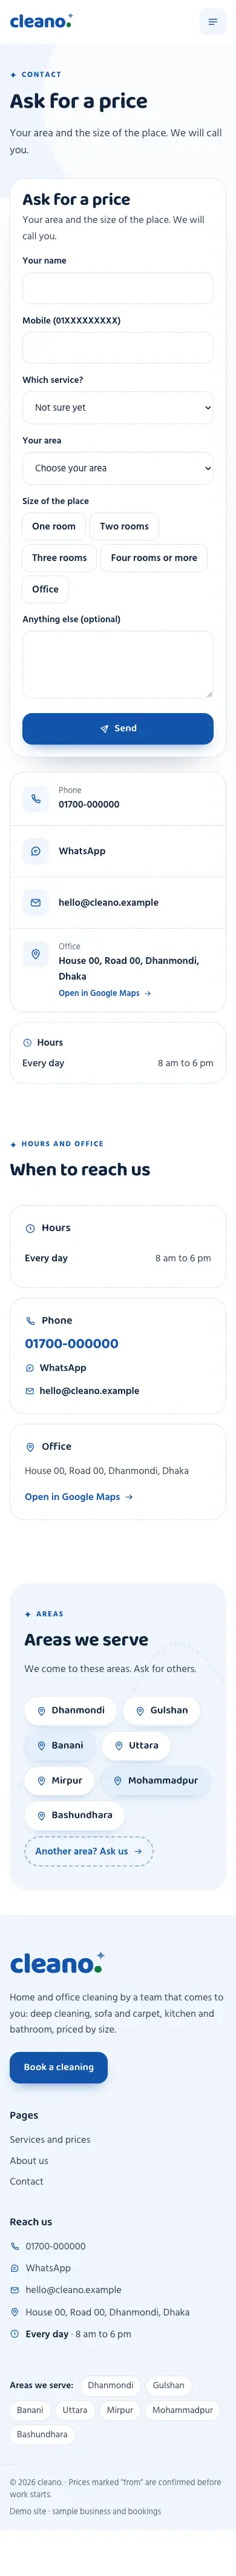 cleano.
CONTACT
Ask for a price
Your area and the size of the place. We will call
you.
Ask for a price
Your area and the size of the place. We will
call you.
Your name
Mobile (01XXXXXXXXX)
Which service?
Not sure yet
Your area
Choose your area
Size of the place
One room
Two rooms
Three rooms
Four rooms or more
Office
Anything else (optional)
Send
Phone
01700-000000
WhatsApp
hello@cleano.example
Office
House 00, Road 00, Dhanmondi,
Dhaka
Open in Google Maps →
Hours
Every day 8 am to 6 pm
HOURS AND OFFICE
When to reach us
Hours
Every day 8 am to 6 pm
Phone
01700-000000
WhatsApp
hello@cleano.example
Office
House 00, Road 00, Dhanmondi, Dhaka
Open in Google Maps →
AREAS
Areas we serve
We come to these areas. Ask for others.
Dhanmondi
Gulshan
Banani
Uttara
Mirpur
Mohammadpur
Bashundhara
Another area? Ask us →
cleano.
Home and office cleaning by a team that comes to
you: deep cleaning, sofa and carpet, kitchen and
bathroom, priced by size.
Book a cleaning
Pages
Services and prices
About us
Contact
Reach us
01700-000000
WhatsApp
hello@cleano.example
House 00, Road 00, Dhanmondi, Dhaka
Every day · 8 am to 6 pm
Areas we serve: Dhanmondi Gulshan
Banani Uttara Mirpur Mohammadpur
Bashundhara
© 2026 cleano. · Prices marked "from" are confirmed before
work starts.
Demo site · sample business and bookings